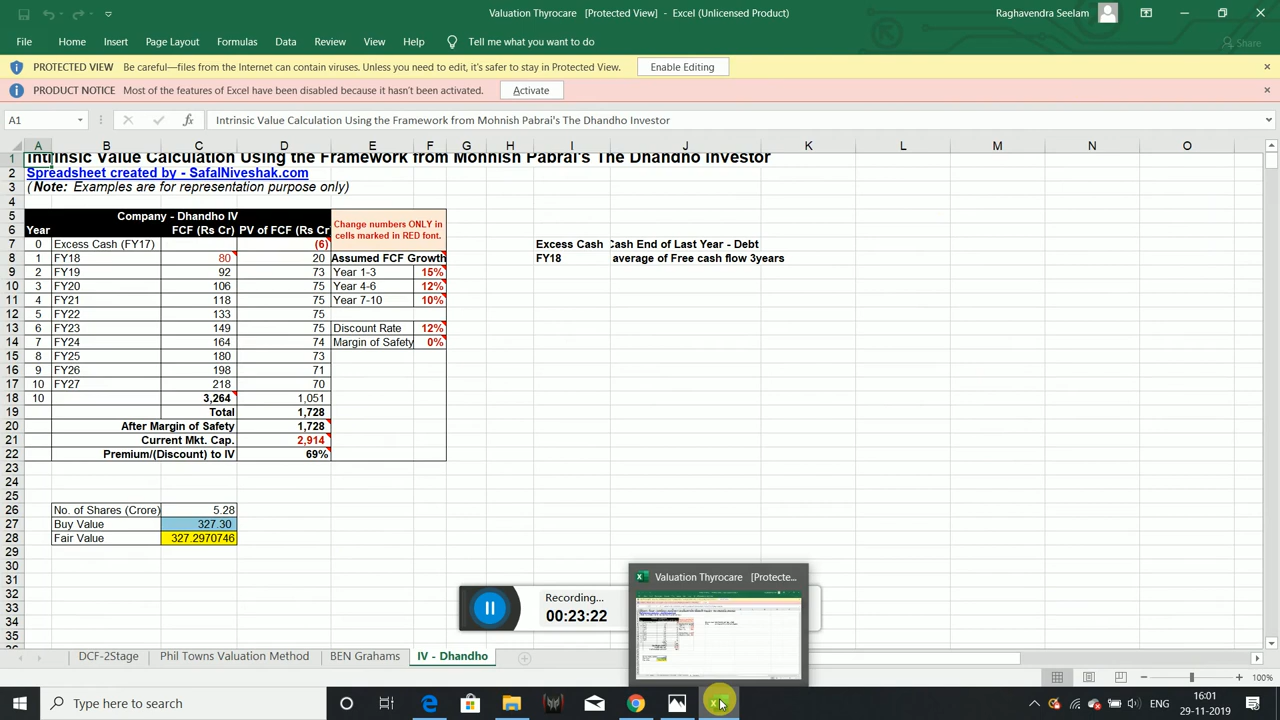 Valuation Thyrocare [Protected View] - Excel (Unlicensed Product)
Raghavendra Seelam
File Home Insert Page Layout Formulas Data Review View Help Tell me what you want to do Share
PROTECTED VIEW Be careful—files from the Internet can contain viruses. Unless you need to edit, it's safer to stay in Protected View. Enable Editing
PRODUCT NOTICE Most of the features of Excel have been disabled because it hasn't been activated. Activate
A1 Intrinsic Value Calculation Using the Framework from Mohnish Pabrai's The Dhandho Investor
A B C D E F G H I J K L M N O
1 Intrinsic Value Calculation Using the Framework from Mohnish Pabrai's The Dhandho Investor
2 Spreadsheet created by - SafalNiveshak.com
3 (Note: Examples are for representation purpose only)
4
5 Company - Dhandho IV Change numbers ONLY in
6 Year FCF (Rs Cr) PV of FCF (Rs Cr cells marked in RED font.
7 0 Excess Cash (FY17) (6) Excess Cash Cash End of Last Year - Debt
8 1 FY18 80 20 Assumed FCF Growth FY18 average of Free cash flow 3years
9 2 FY19 92 73 Year 1-3 15%
10 3 FY20 106 75 Year 4-6 12%
11 4 FY21 118 75 Year 7-10 10%
12 5 FY22 133 75
13 6 FY23 149 75 Discount Rate 12%
14 7 FY24 164 74 Margin of Safety 0%
15 8 FY25 180 73
16 9 FY26 198 71
17 10 FY27 218 70
18 10 3,264 1,051
19 Total 1,728
20 After Margin of Safety 1,728
21 Current Mkt. Cap. 2,914
22 Premium/(Discount) to IV 69%
23
24
25
26 No. of Shares (Crore) 5.28
27 Buy Value 327.30
28 Fair Value 327.2970746
29
30
31
32
33
34
35
Valuation Thyrocare [Protecte...
Recording...
00:23:22
DCF-2Stage Phil Towns Valuation Method BEN Graham IV - Dhandho
100%
Type here to search
16:01
29-11-2019